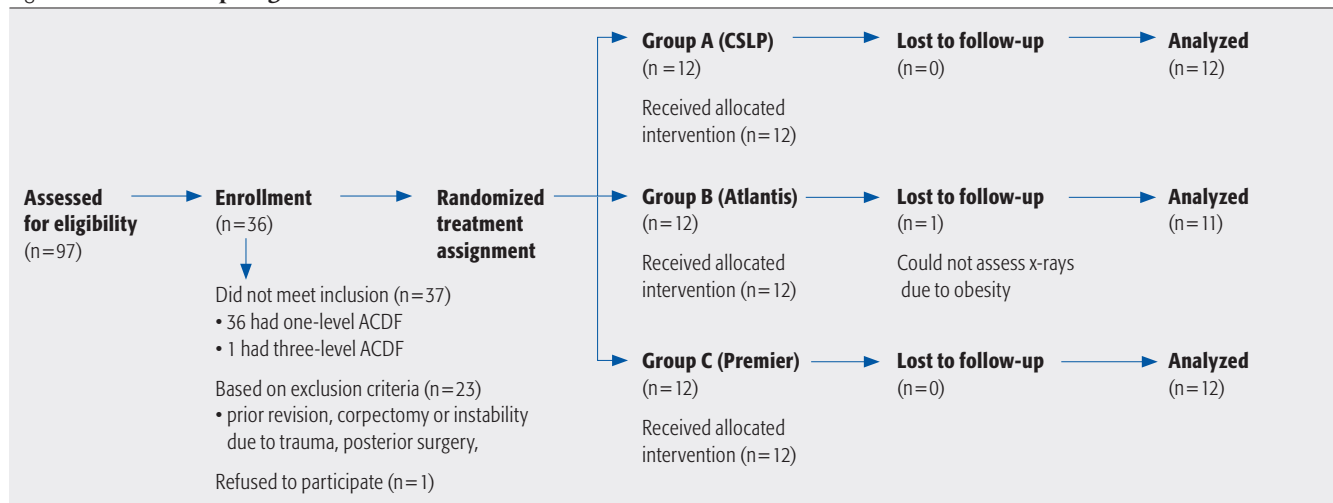 Group A (CSLP)
(n =12)
Received allocated
intervention (n=12)
Lost to follow-up
(n=0)
Analyzed
(n=12)
Assessed
for eligibility
(n=97)
Enrollment
(n=36)
Did not meet inclusion (n=37)
• 36 had one-level ACDF
• 1 had three-level ACDF
Based on exclusion criteria (n=23)
• prior revision, corpectomy or instability
due to trauma, posterior surgery,
Refused to participate (n=1)
Randomized
treatment
assignment
Group B (Atlantis)
(n=12)
Received allocated
intervention (n=12)
Lost to follow-up
(n=1)
Could not assess x-rays
due to obesity
Analyzed
(n=11)
Group C (Premier)
(n=12)
Received allocated
intervention (n=12)
Lost to follow-up
(n=0)
Analyzed
(n=12)